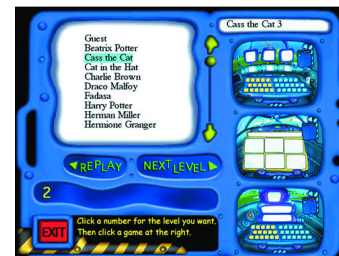 Cass the Cat 3
Guest
Beatrix Potter
Cass the Cat
Cat in the Hat
Charlie Brown
Draco Malfoy
Fadasa
Harry Potter
Herman Miller
Hermione Granger
REPLAY
NEXT LEVEL
2
EXIT
Click a number for the level you want,
Then click a game at the right.